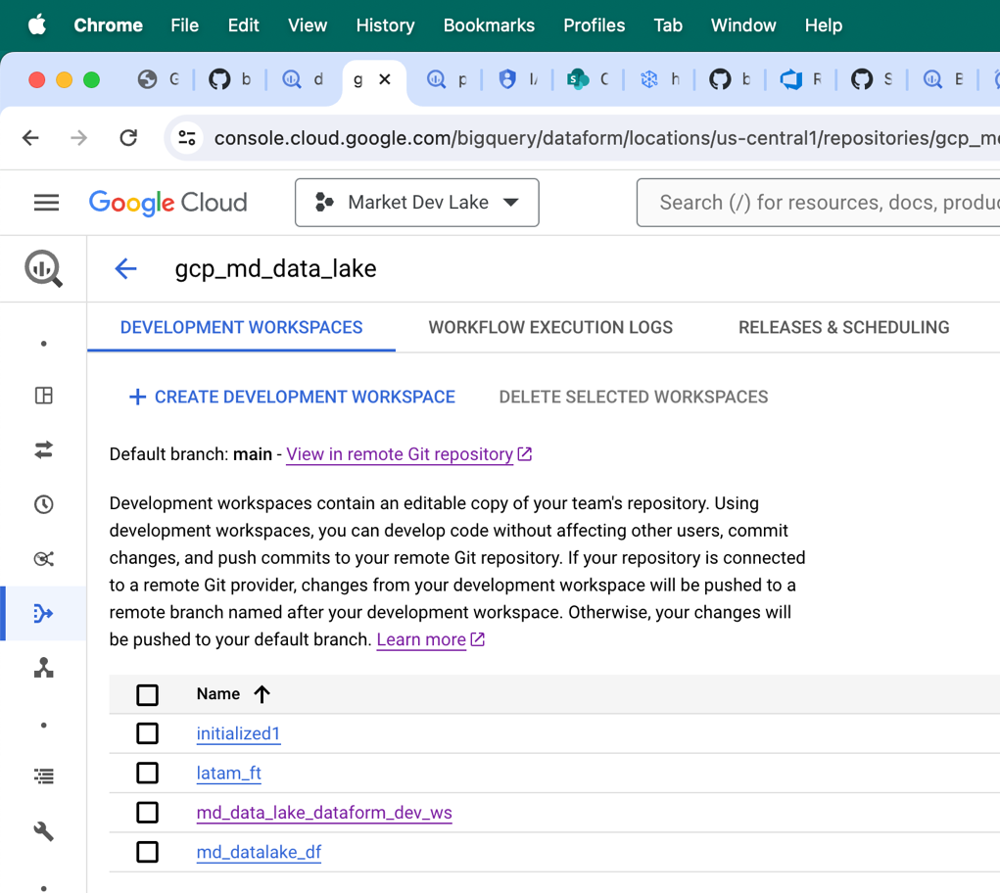 Chrome File Edit View History Bookmarks Profiles Tab Window Help
G b d g p C h b R S E
console.cloud.google.com/bigquery/dataform/locations/us-central1/repositories/gcp_m
Google Cloud Market Dev Lake Search (/) for resources, docs, produ
gcp_md_data_lake
DEVELOPMENT WORKSPACES WORKFLOW EXECUTION LOGS RELEASES & SCHEDULING
CREATE DEVELOPMENT WORKSPACE DELETE SELECTED WORKSPACES
Default branch: main - View in remote Git repository
Development workspaces contain an editable copy of your team's repository. Using
development workspaces, you can develop code without affecting other users, commit
changes, and push commits to your remote Git repository. If your repository is connected
to a remote Git provider, changes from your development workspace will be pushed to a
remote branch named after your development workspace. Otherwise, your changes will
be pushed to your default branch. Learn more
Name
initialized1
latam_ft
md_data_lake_dataform_dev_ws
md_datalake_df